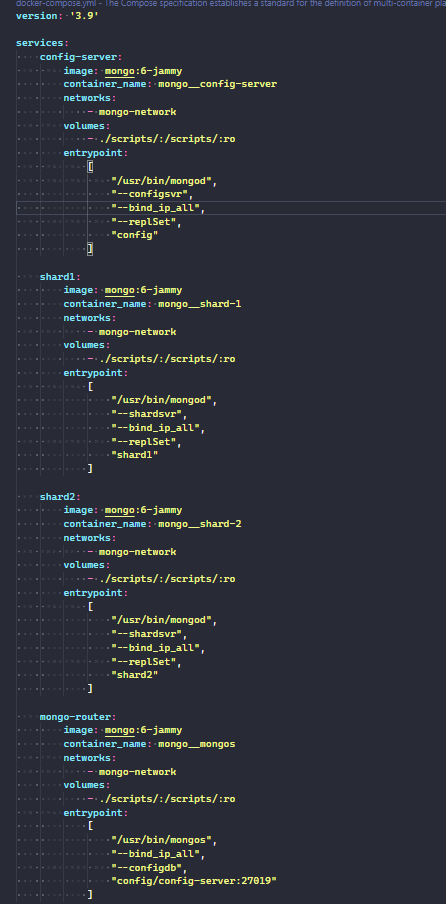 docker-compose.yml - The Compose specification establishes a standard for the definition of multi-container pla
version: '3.9'
services:
config-server:
image: mongo:6-jammy
container_name: mongo__config-server
networks:
- mongo-network
volumes:
- ./scripts/:/scripts/:ro
entrypoint:
[
"/usr/bin/mongod",
"--configsvr",
"--bind_ip_all",
"--replSet",
"config"
]
shard1:
image: mongo:6-jammy
container_name: mongo__shard-1
networks:
- mongo-network
volumes:
- ./scripts/:/scripts/:ro
entrypoint:
[
"/usr/bin/mongod",
"--shardsvr",
"--bind_ip_all",
"--replSet",
"shard1"
]
shard2:
image: mongo:6-jammy
container_name: mongo__shard-2
networks:
- mongo-network
volumes:
- ./scripts/:/scripts/:ro
entrypoint:
[
"/usr/bin/mongod",
"--shardsvr",
"--bind_ip_all",
"--replSet",
"shard2"
]
mongo-router:
image: mongo:6-jammy
container_name: mongo__mongos
networks:
- mongo-network
volumes:
- ./scripts/:/scripts/:ro
entrypoint:
[
"/usr/bin/mongos",
"--bind_ip_all",
"--configdb",
"config/config-server:27019"
]